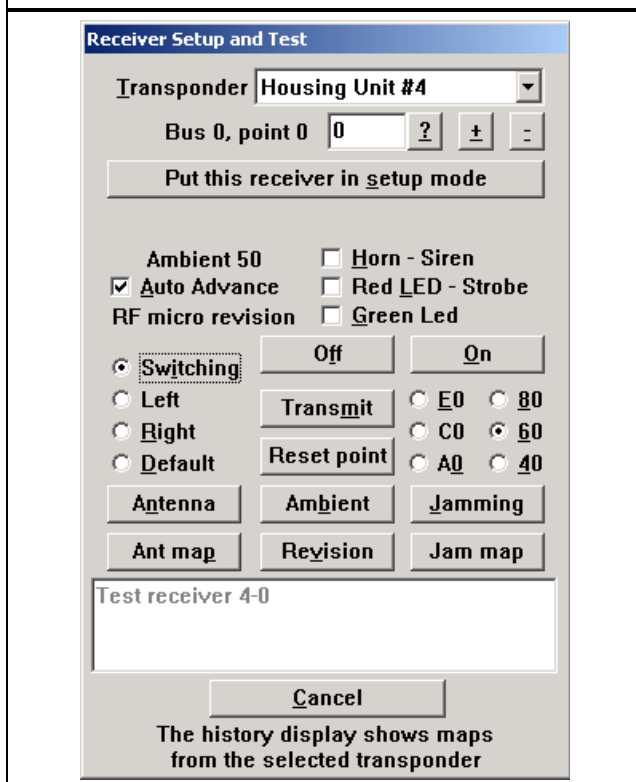 Receiver Setup and Test
Transponder Housing Unit #4
Bus 0, point 0 0 ? + -
Put this receiver in setup mode
Ambient 50 Horn - Siren
Auto Advance Red LED - Strobe
RF micro revision Green Led
Switching Off On
Left Transmit E0 80
Right C0 60
Default Reset point A0 40
Antenna Ambient Jamming
Ant map Revision Jam map
Test receiver 4-0
Cancel
The history display shows maps
from the selected transponder